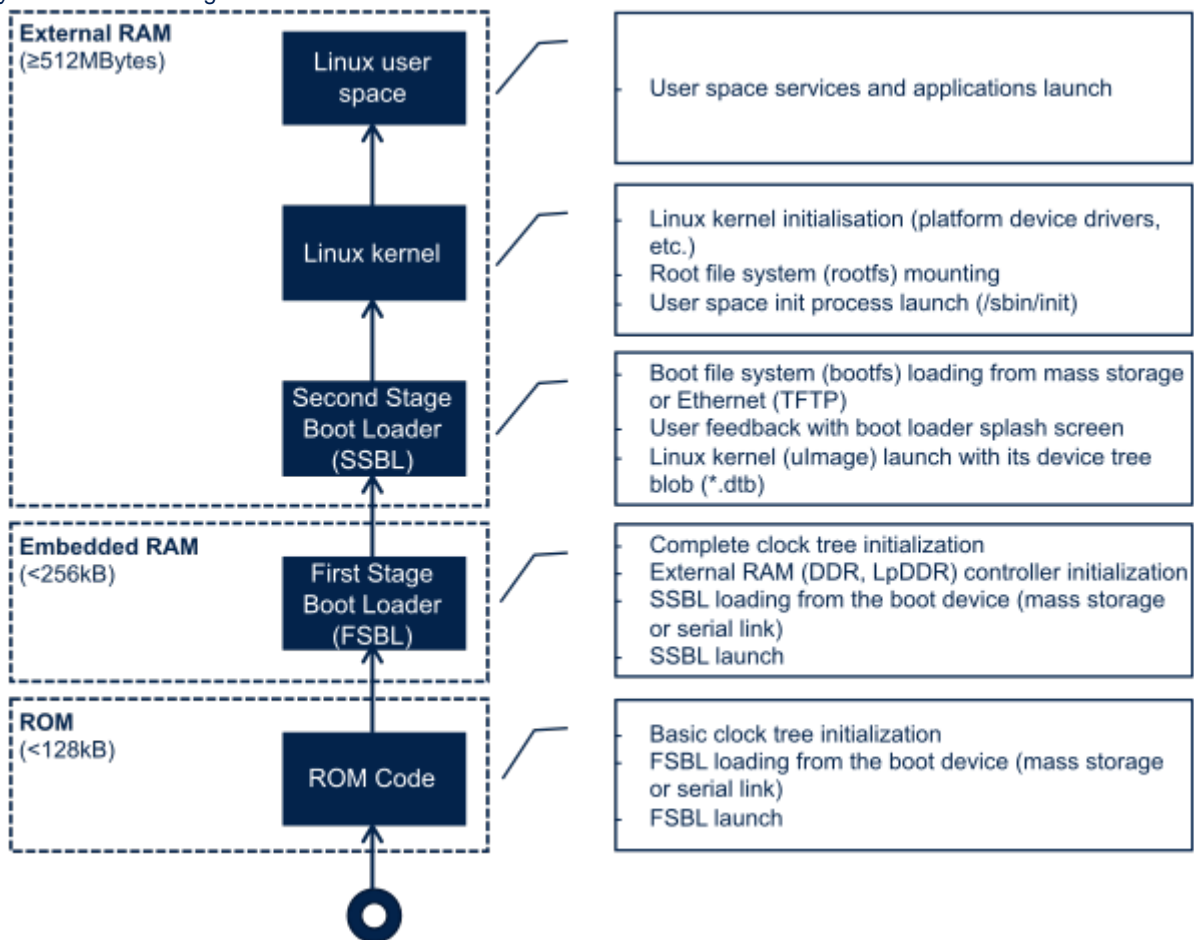 External RAM
(≥512MBytes)
Linux user
space
- User space services and applications launch
Linux kernel
- Linux kernel initialisation (platform device drivers,
etc.)
- Root file system (rootfs) mounting
- User space init process launch (/sbin/init)
Second Stage
Boot Loader
(SSBL)
- Boot file system (bootfs) loading from mass storage
or Ethernet (TFTP)
- User feedback with boot loader splash screen
- Linux kernel (uImage) launch with its device tree
blob (*.dtb)
Embedded RAM
(<256kB)
First Stage
Boot Loader
(FSBL)
- Complete clock tree initialization
- External RAM (DDR, LpDDR) controller initialization
- SSBL loading from the boot device (mass storage
or serial link)
- SSBL launch
ROM
(<128kB)
ROM Code
- Basic clock tree initialization
- FSBL loading from the boot device (mass storage
or serial link)
- FSBL launch